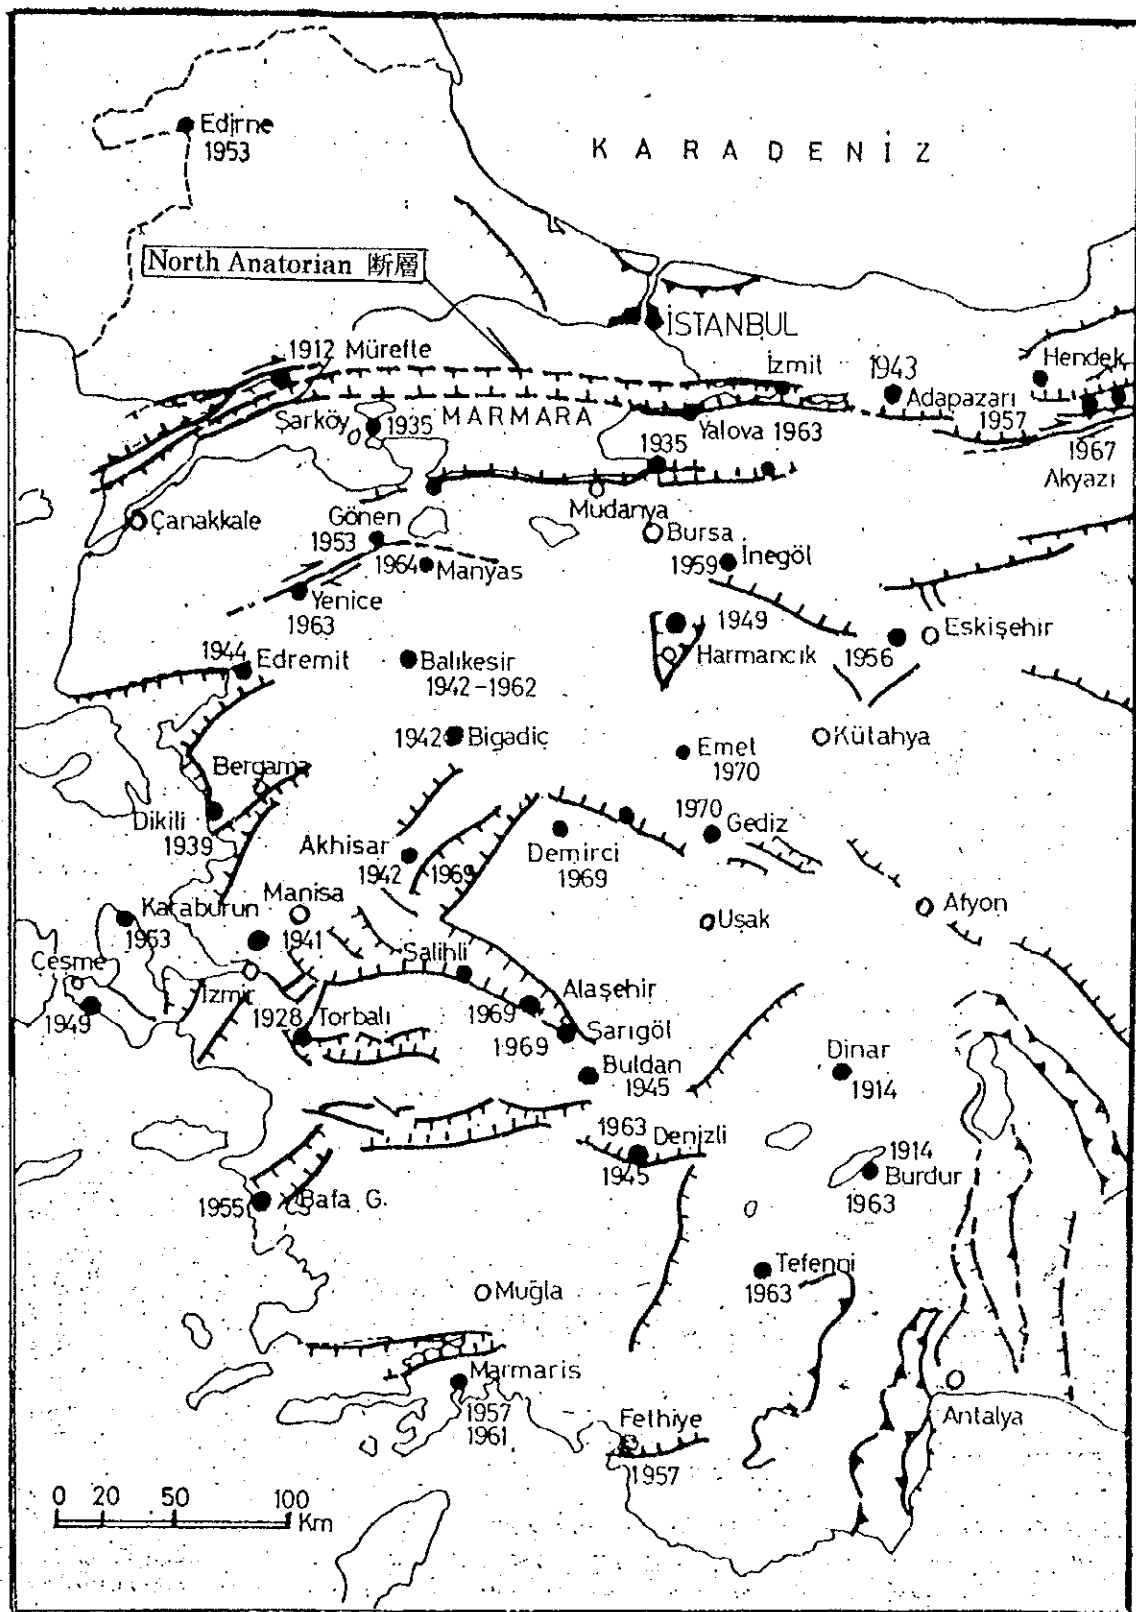 Edirne
1953
KARADENİZ
North Anatorian 断層
İSTANBUL
1912 Mürefte
İzmit
1943
Hendek
Adapazarı
1957
Şarköy
1935
MARMARA
Yalova 1963
1935
1967
Akyazı
Mudanya
Çanakkale
Gönen
1953
Bursa
1964
Manyas
1959
İnegöl
Yenice
1963
1949
Eskişehir
Harmancık
1956
1944
Edremit
Balıkesir
1942-1962
1942
Bigadiç
Kütahya
Emet
1970
Bergama
Dikili
1939
1970
Gediz
Akhisar
1942
1969
Demirci
1969
Manisa
Karaburun
1963
1941
Uşak
Afyon
Salihli
Çeşme
1949
İzmir
Alaşehir
1969
1928
Torbalı
Sarıgöl
1969
Buldan
1945
Dinar
1914
1963
Denizli
1945
1914
Burdur
1963
1955
Bafa G.
Tefenni
1963
Muğla
Marmaris
1957
1961
Fethiye
1957
Antalya
0 20 50 100
Km